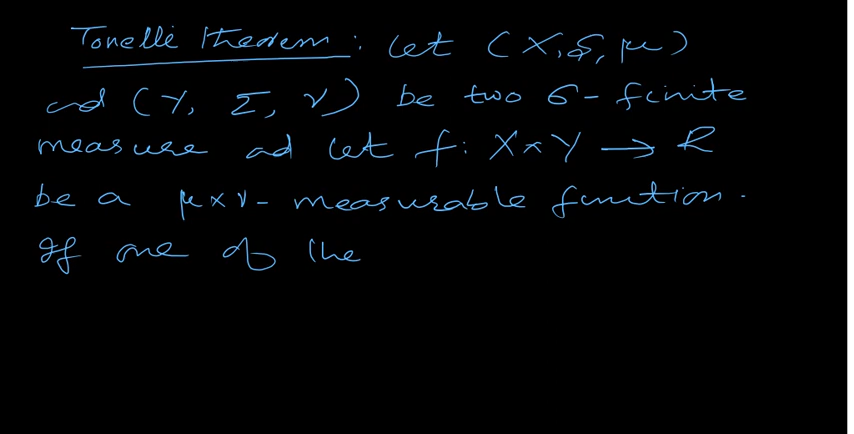 Tonelli theorem: Let (X, S, μ)
and (Y, Σ, ν) be two σ-finite
measure and let f: X×Y → R
be a μ×ν-measurable function.
If one of the